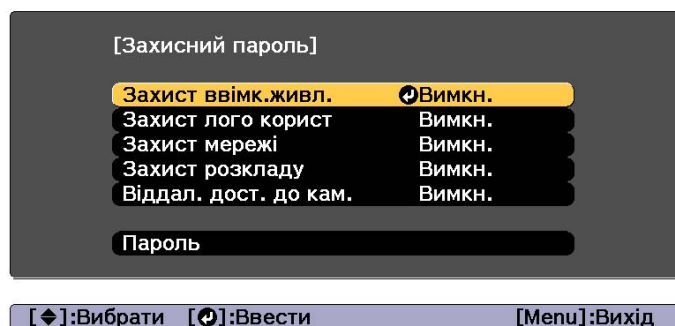 [Захисний пароль]
Захист ввімк.живл. Вимкн.
Захист лого корист Вимкн.
Захист мережі Вимкн.
Захист розкладу Вимкн.
Віддал. дост. до кам. Вимкн.
Пароль
[]:Вибрати []:Ввести [Menu]:Вихід